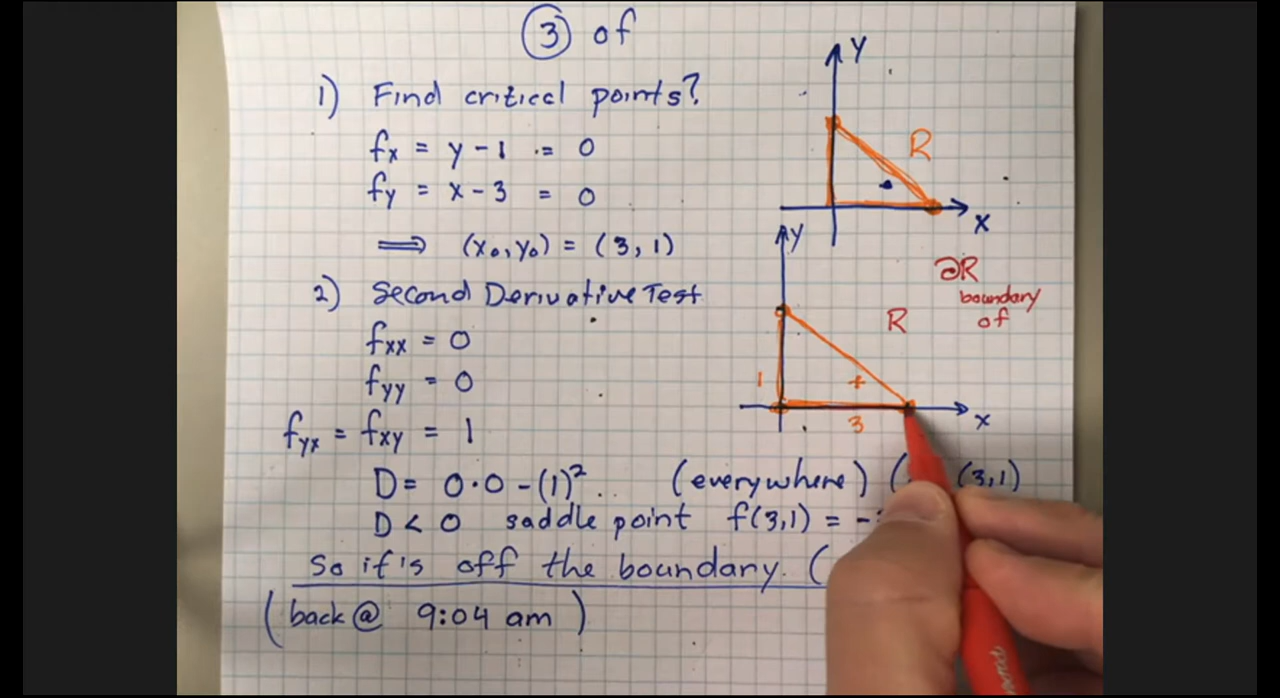 ③ of
1) Find critical points?
fx = y - 1 = 0
fy = x - 3 = 0
⟹ (x₀, y₀) = (3, 1)
2) Second Derivative Test
fxx = 0
fyy = 0
fyx = fxy = 1
D = 0·0 - (1)² (everywhere) ( (3,1)
D < 0 saddle point f(3,1) = -
So it's off the boundary. (
(back@ 9:04 am)
Y
R
X
Y
∂R
boundary
of
R
1
+
3
X